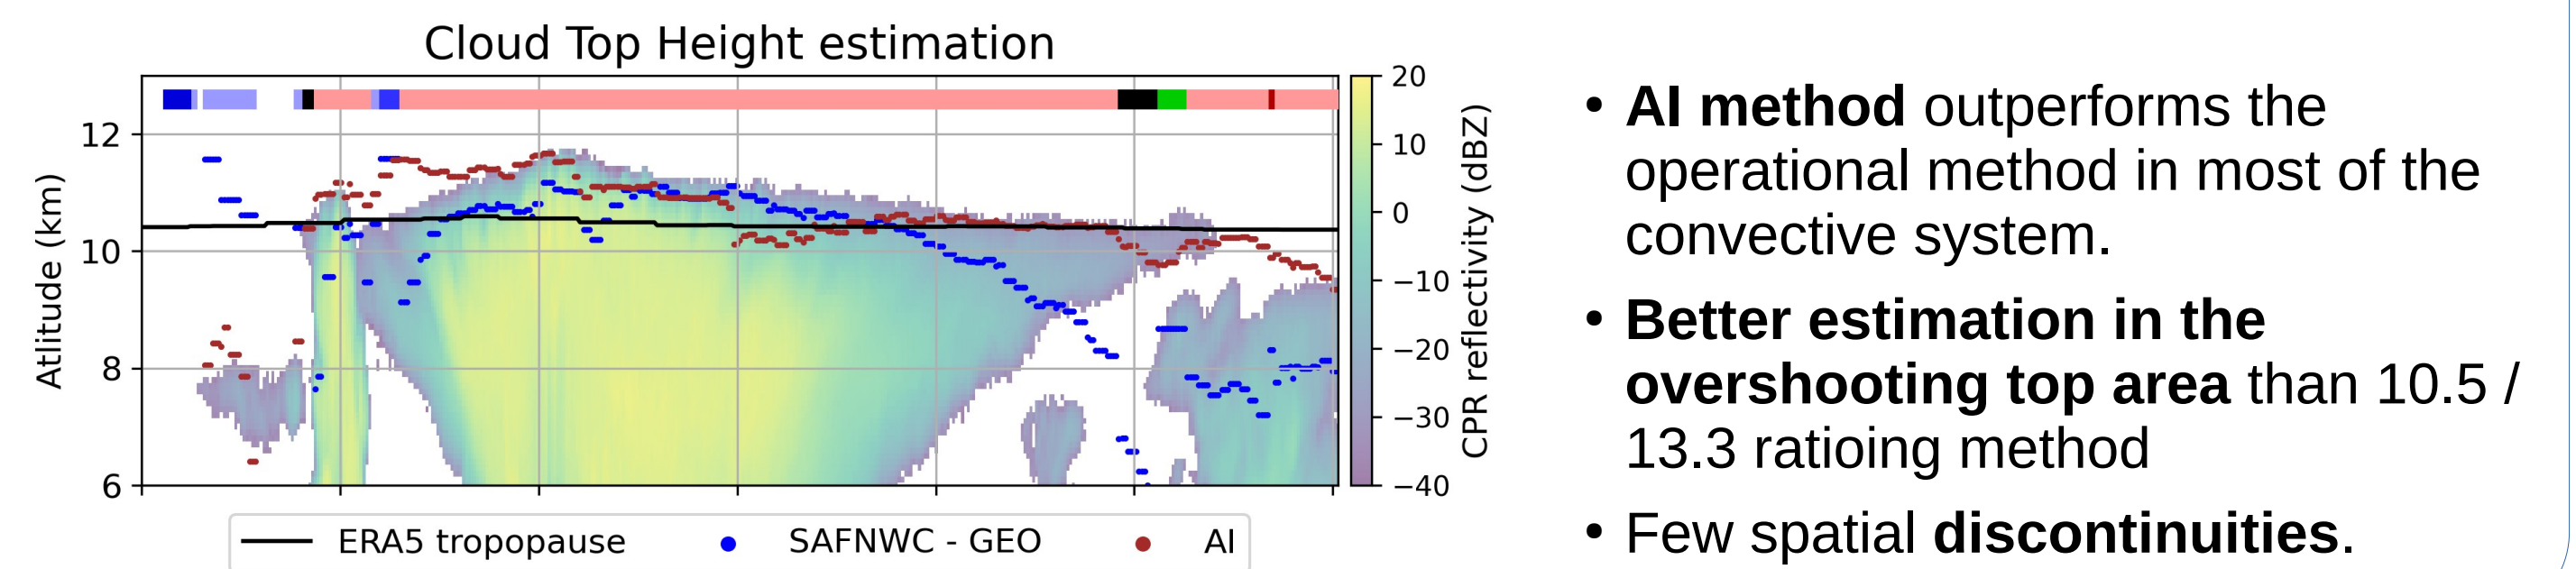 Cloud Top Height estimation
Atlitude (km)
12
10
8
6
20
10
0
−10
−20
−30
−40
CPR reflectivity (dBZ)
ERA5 tropopause
SAFNWC - GEO
AI
• AI method outperforms the
operational method in most of the
convective system.
• Better estimation in the
overshooting top area than 10.5 /
13.3 ratioing method
• Few spatial discontinuities.